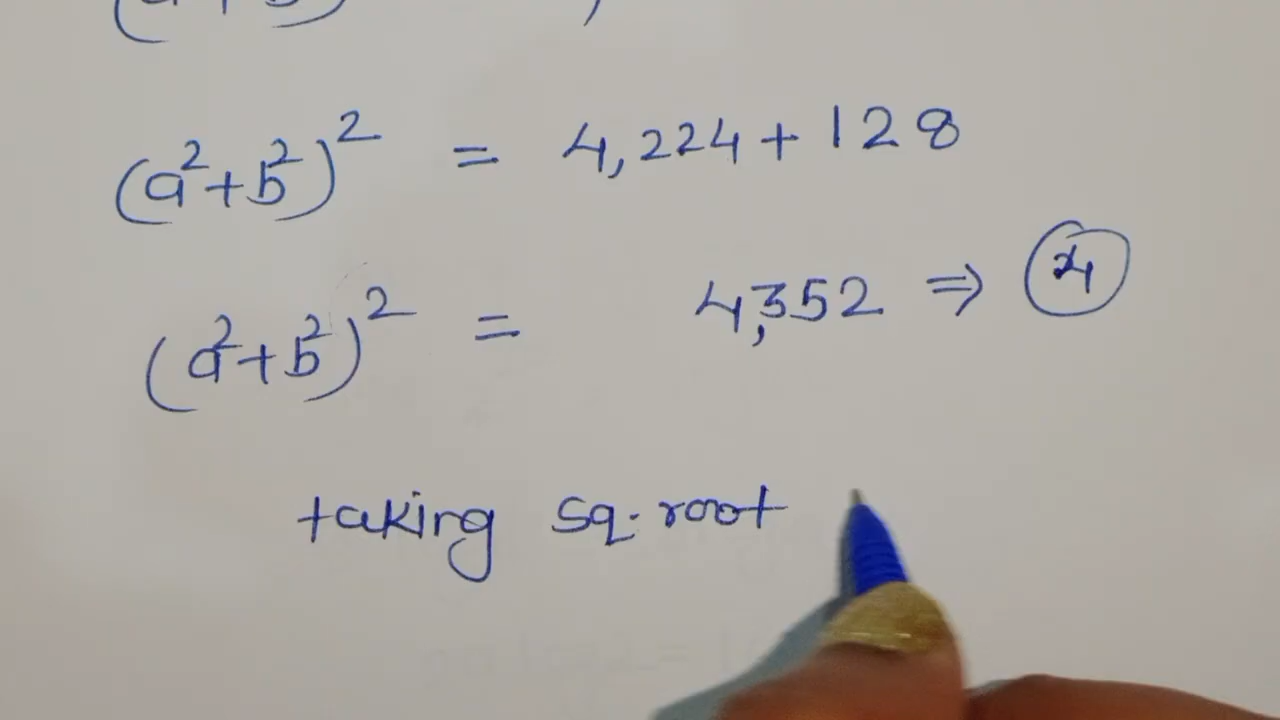 (a²+b²)² = 4,224 + 128
(a²+b²)² = 4,352 ⇒ 4
taking sq. root